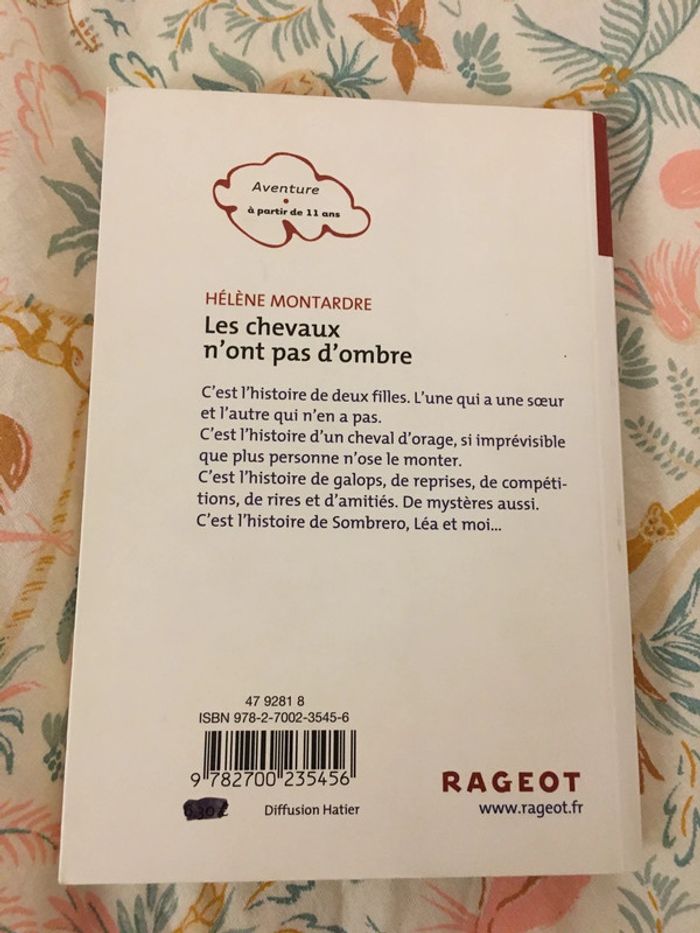 Aventure
à partir de 11 ans
HÉLÈNE MONTARDRE
Les chevaux
n'ont pas d'ombre
C'est l'histoire de deux filles. L'une qui a une sœur
et l'autre qui n'en a pas.
C'est l'histoire d'un cheval d'orage, si imprévisible
que plus personne n'ose le monter.
C'est l'histoire de galops, de reprises, de compéti-
tions, de rires et d'amitiés. De mystères aussi.
C'est l'histoire de Sombrero, Léa et moi...
47 9281 8
ISBN 978-2-7002-3545-6
9 782700 235456
RAGEOT
Diffusion Hatier
www.rageot.fr